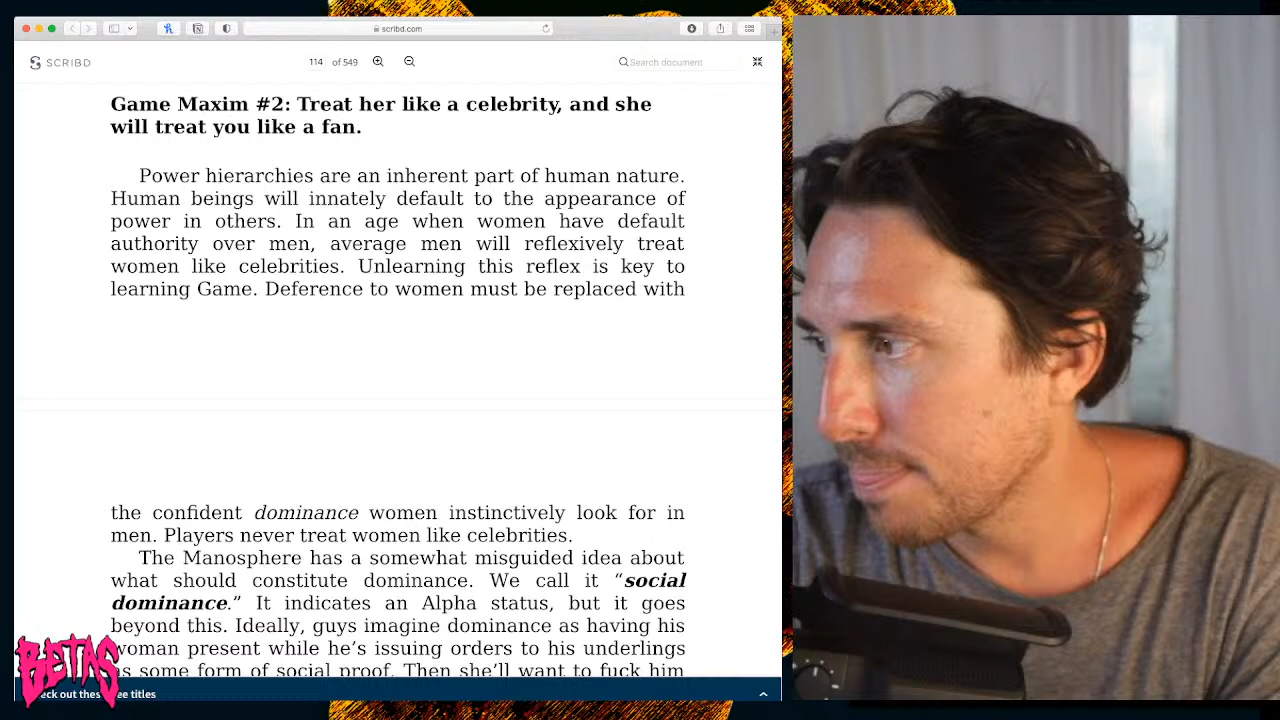 scribd.com
SCRIBD
114 of 549
Search document
Game Maxim #2: Treat her like a celebrity, and she
will treat you like a fan.
Power hierarchies are an inherent part of human nature.
Human beings will innately default to the appearance of
power in others. In an age when women have default
authority over men, average men will reflexively treat
women like celebrities. Unlearning this reflex is key to
learning Game. Deference to women must be replaced with
the confident dominance women instinctively look for in
men. Players never treat women like celebrities.
The Manosphere has a somewhat misguided idea about
what should constitute dominance. We call it “social
dominance.” It indicates an Alpha status, but it goes
beyond this. Ideally, guys imagine dominance as having his
woman present while he’s issuing orders to his underlings
as some form of social proof. Then she’ll want to fuck him
BETAS
titles